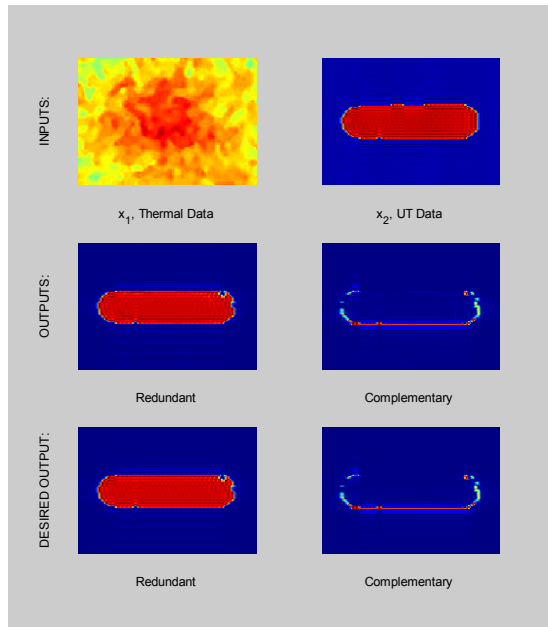 INPUTS:
x1, Thermal Data
x2, UT Data
OUTPUTS:
Redundant
Complementary
DESIRED OUTPUT:
Redundant
Complementary